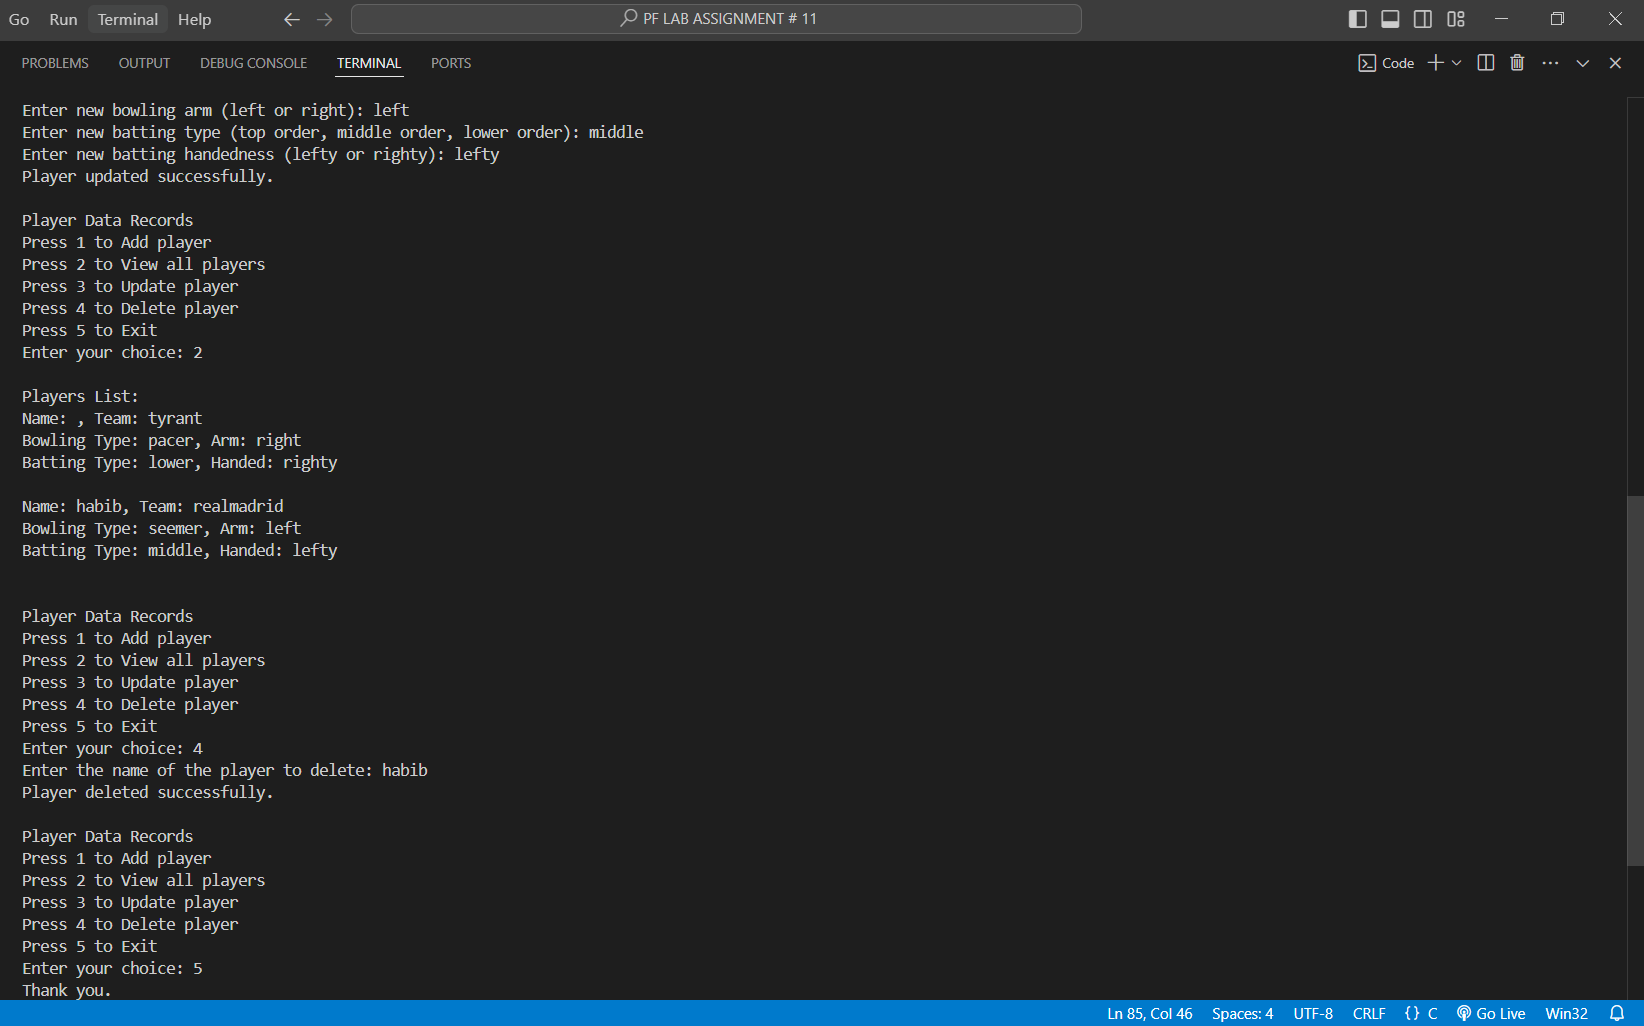 Go Run Terminal Help PF LAB ASSIGNMENT # 11
PROBLEMS OUTPUT DEBUG CONSOLE TERMINAL PORTS Code
Enter new bowling arm (left or right): left
Enter new batting type (top order, middle order, lower order): middle
Enter new batting handedness (lefty or righty): lefty
Player updated successfully.
Player Data Records
Press 1 to Add player
Press 2 to View all players
Press 3 to Update player
Press 4 to Delete player
Press 5 to Exit
Enter your choice: 2
Players List:
Name: , Team: tyrant
Bowling Type: pacer, Arm: right
Batting Type: lower, Handed: righty
Name: habib, Team: realmadrid
Bowling Type: seemer, Arm: left
Batting Type: middle, Handed: lefty
Player Data Records
Press 1 to Add player
Press 2 to View all players
Press 3 to Update player
Press 4 to Delete player
Press 5 to Exit
Enter your choice: 4
Enter the name of the player to delete: habib
Player deleted successfully.
Player Data Records
Press 1 to Add player
Press 2 to View all players
Press 3 to Update player
Press 4 to Delete player
Press 5 to Exit
Enter your choice: 5
Thank you.
Ln 85, Col 46 Spaces: 4 UTF-8 CRLF {} C Go Live Win32